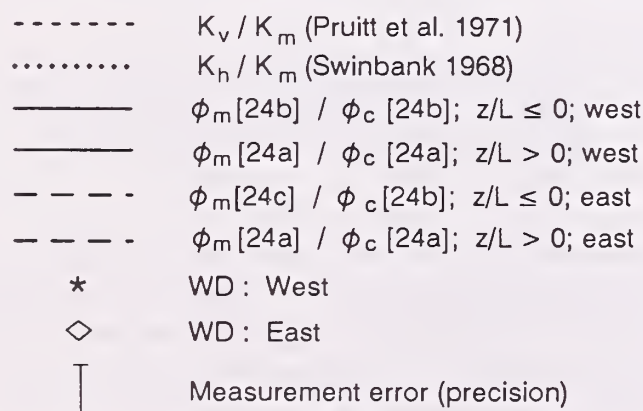 K_v / K_m (Pruitt et al. 1971)
K_h / K_m (Swinbank 1968)
ϕ_m [24b] / ϕ_c [24b]; z/L ≤ 0; west
ϕ_m [24a] / ϕ_c [24a]; z/L > 0; west
ϕ_m [24c] / ϕ_c [24b]; z/L ≤ 0; east
ϕ_m [24a] / ϕ_c [24a]; z/L > 0; east
WD : West
WD : East
Measurement error (precision)